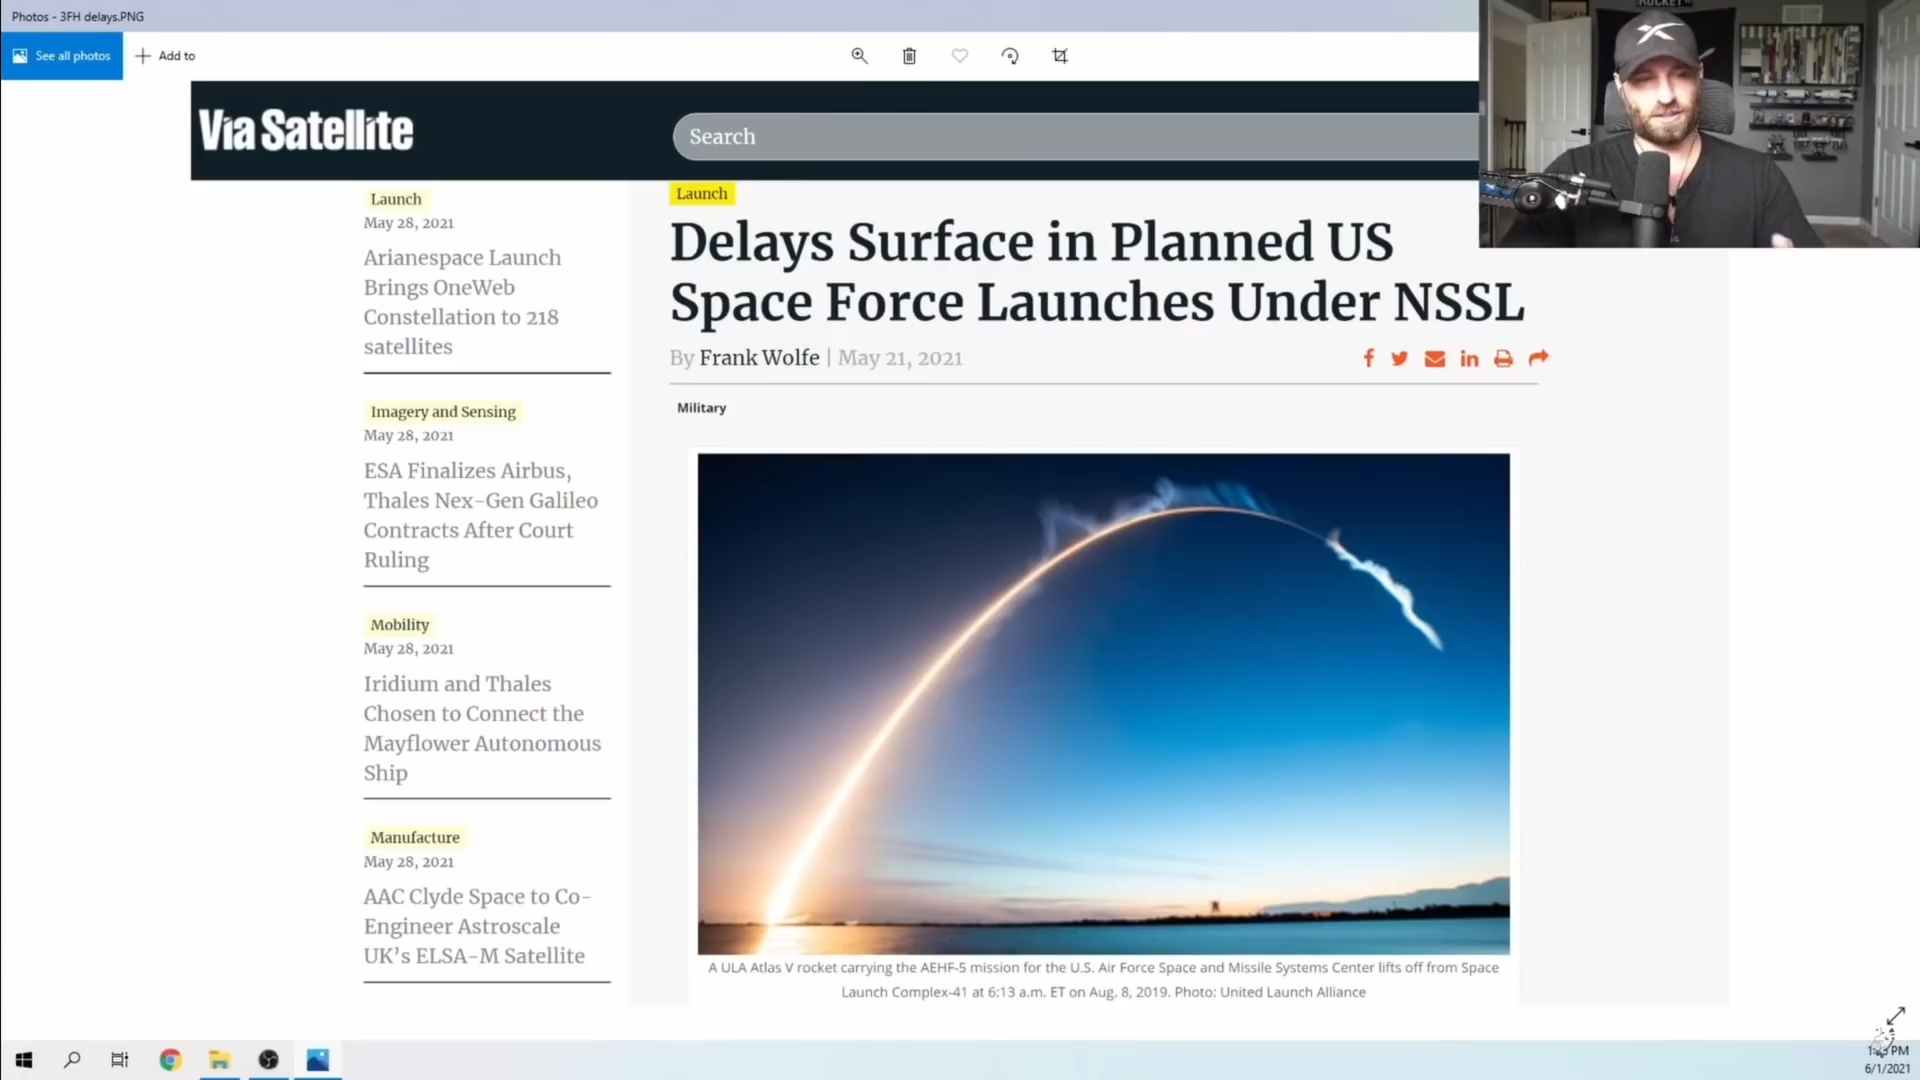 Photos - 3FH delays.PNG
See all photos
Add to
Via Satellite
Search
Launch
May 28, 2021
Arianespace Launch
Brings OneWeb
Constellation to 218
satellites
Imagery and Sensing
May 28, 2021
ESA Finalizes Airbus,
Thales Nex-Gen Galileo
Contracts After Court
Ruling
Mobility
May 28, 2021
Iridium and Thales
Chosen to Connect the
Mayflower Autonomous
Ship
Manufacture
May 28, 2021
AAC Clyde Space to Co-
Engineer Astroscale
UK's ELSA-M Satellite
Launch
Delays Surface in Planned US
Space Force Launches Under NSSL
By Frank Wolfe | May 21, 2021
Military
A ULA Atlas V rocket carrying the AEHF-5 mission for the U.S. Air Force Space and Missile Systems Center lifts off from Space
Launch Complex-41 at 6:13 a.m. ET on Aug. 8, 2019. Photo: United Launch Alliance
PM
6/1/2021